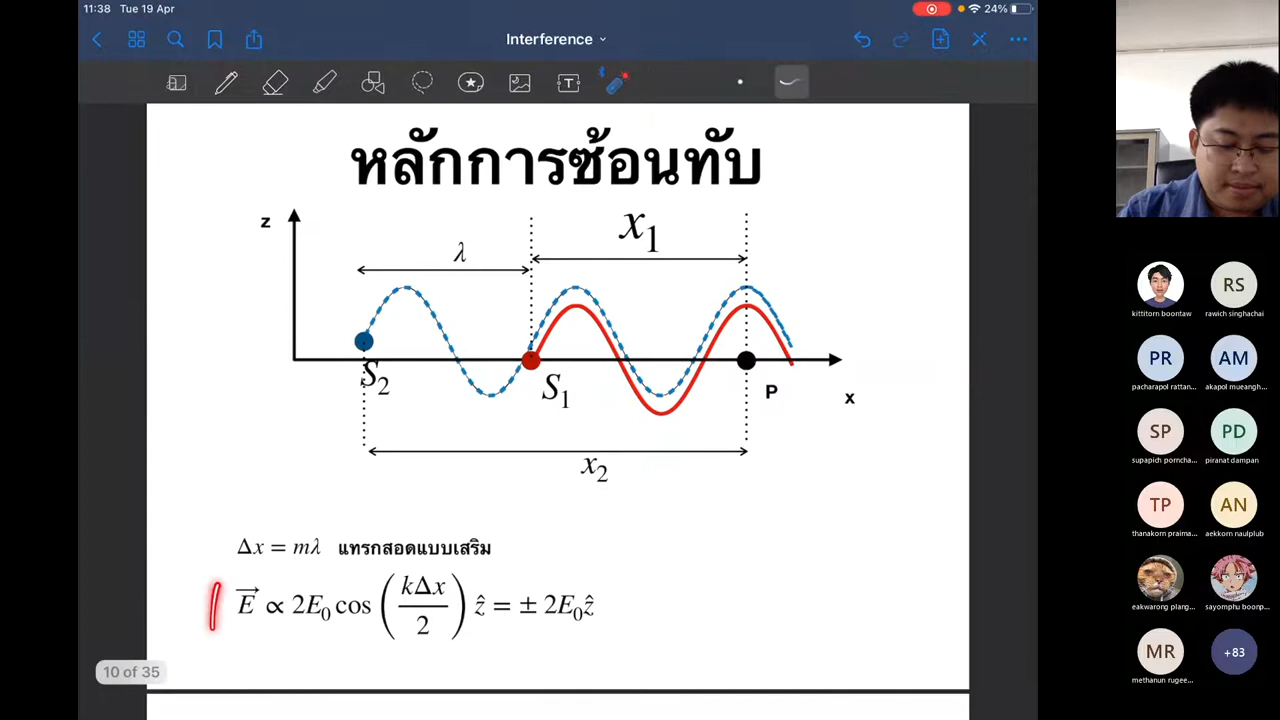 11:38 Tue 19 Apr
24%
Interference
T
หลักการซ้อนทับ
z
λ
x₁
S₂
S₁
P
x
x₂
Δx = mλ แทรกสอดแบบเสริม
E⃗ ∝ 2E₀ cos (kΔx/2) ẑ = ± 2E₀ẑ
10 of 35
kittitorn boontaw
RS
rawich singhachai
PR
pacharapol rattan...
AM
akapol mueangh...
SP
supapich porncha...
PD
piranat dampan
TP
thanakorn praima...
AN
aekkorn naulplub
eakwarong plang...
sayomphu boonp...
MR
methanun rugee...
+83